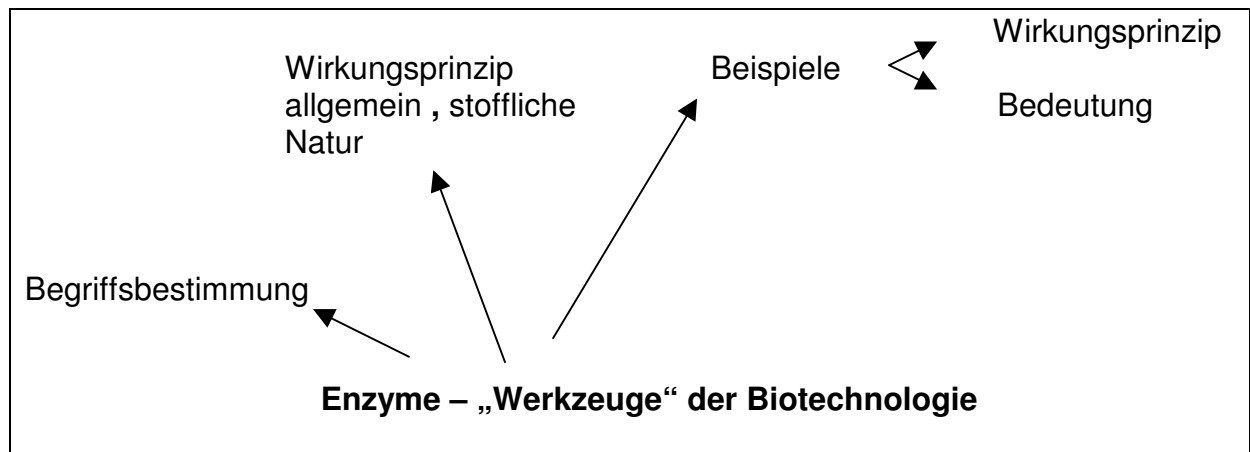 Wirkungsprinzip
Wirkungsprinzip
allgemein , stoffliche
Natur
Beispiele
Bedeutung
Begriffsbestimmung
Enzyme – „Werkzeuge“ der Biotechnologie